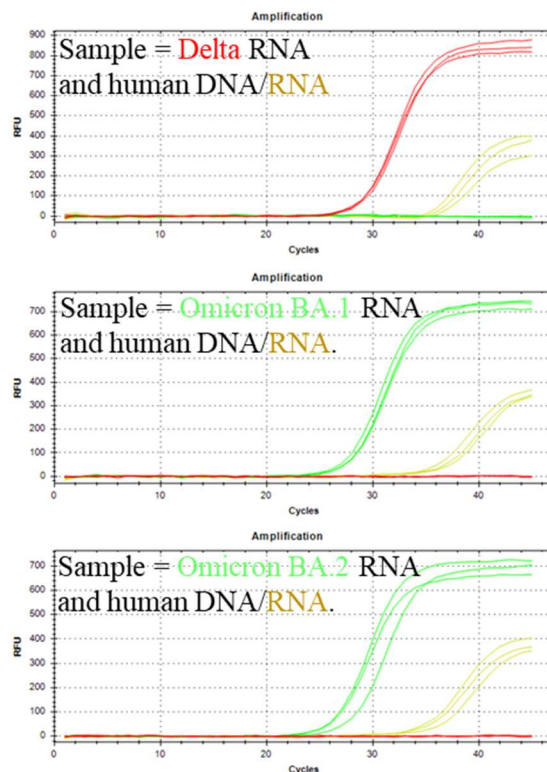 Amplification
900
800
700
600
500
400
300
200
100
0
RFU
0 10 20 30 40
Cycles
Sample = Delta RNA
and human DNA/RNA
Amplification
700
600
500
400
300
200
100
0
RFU
0 10 20 30 40
Cycles
Sample = Omicron BA.1 RNA
and human DNA/RNA.
Amplification
700
600
500
400
300
200
100
0
RFU
0 10 20 30 40
Cycles
Sample = Omicron BA.2 RNA
and human DNA/RNA.